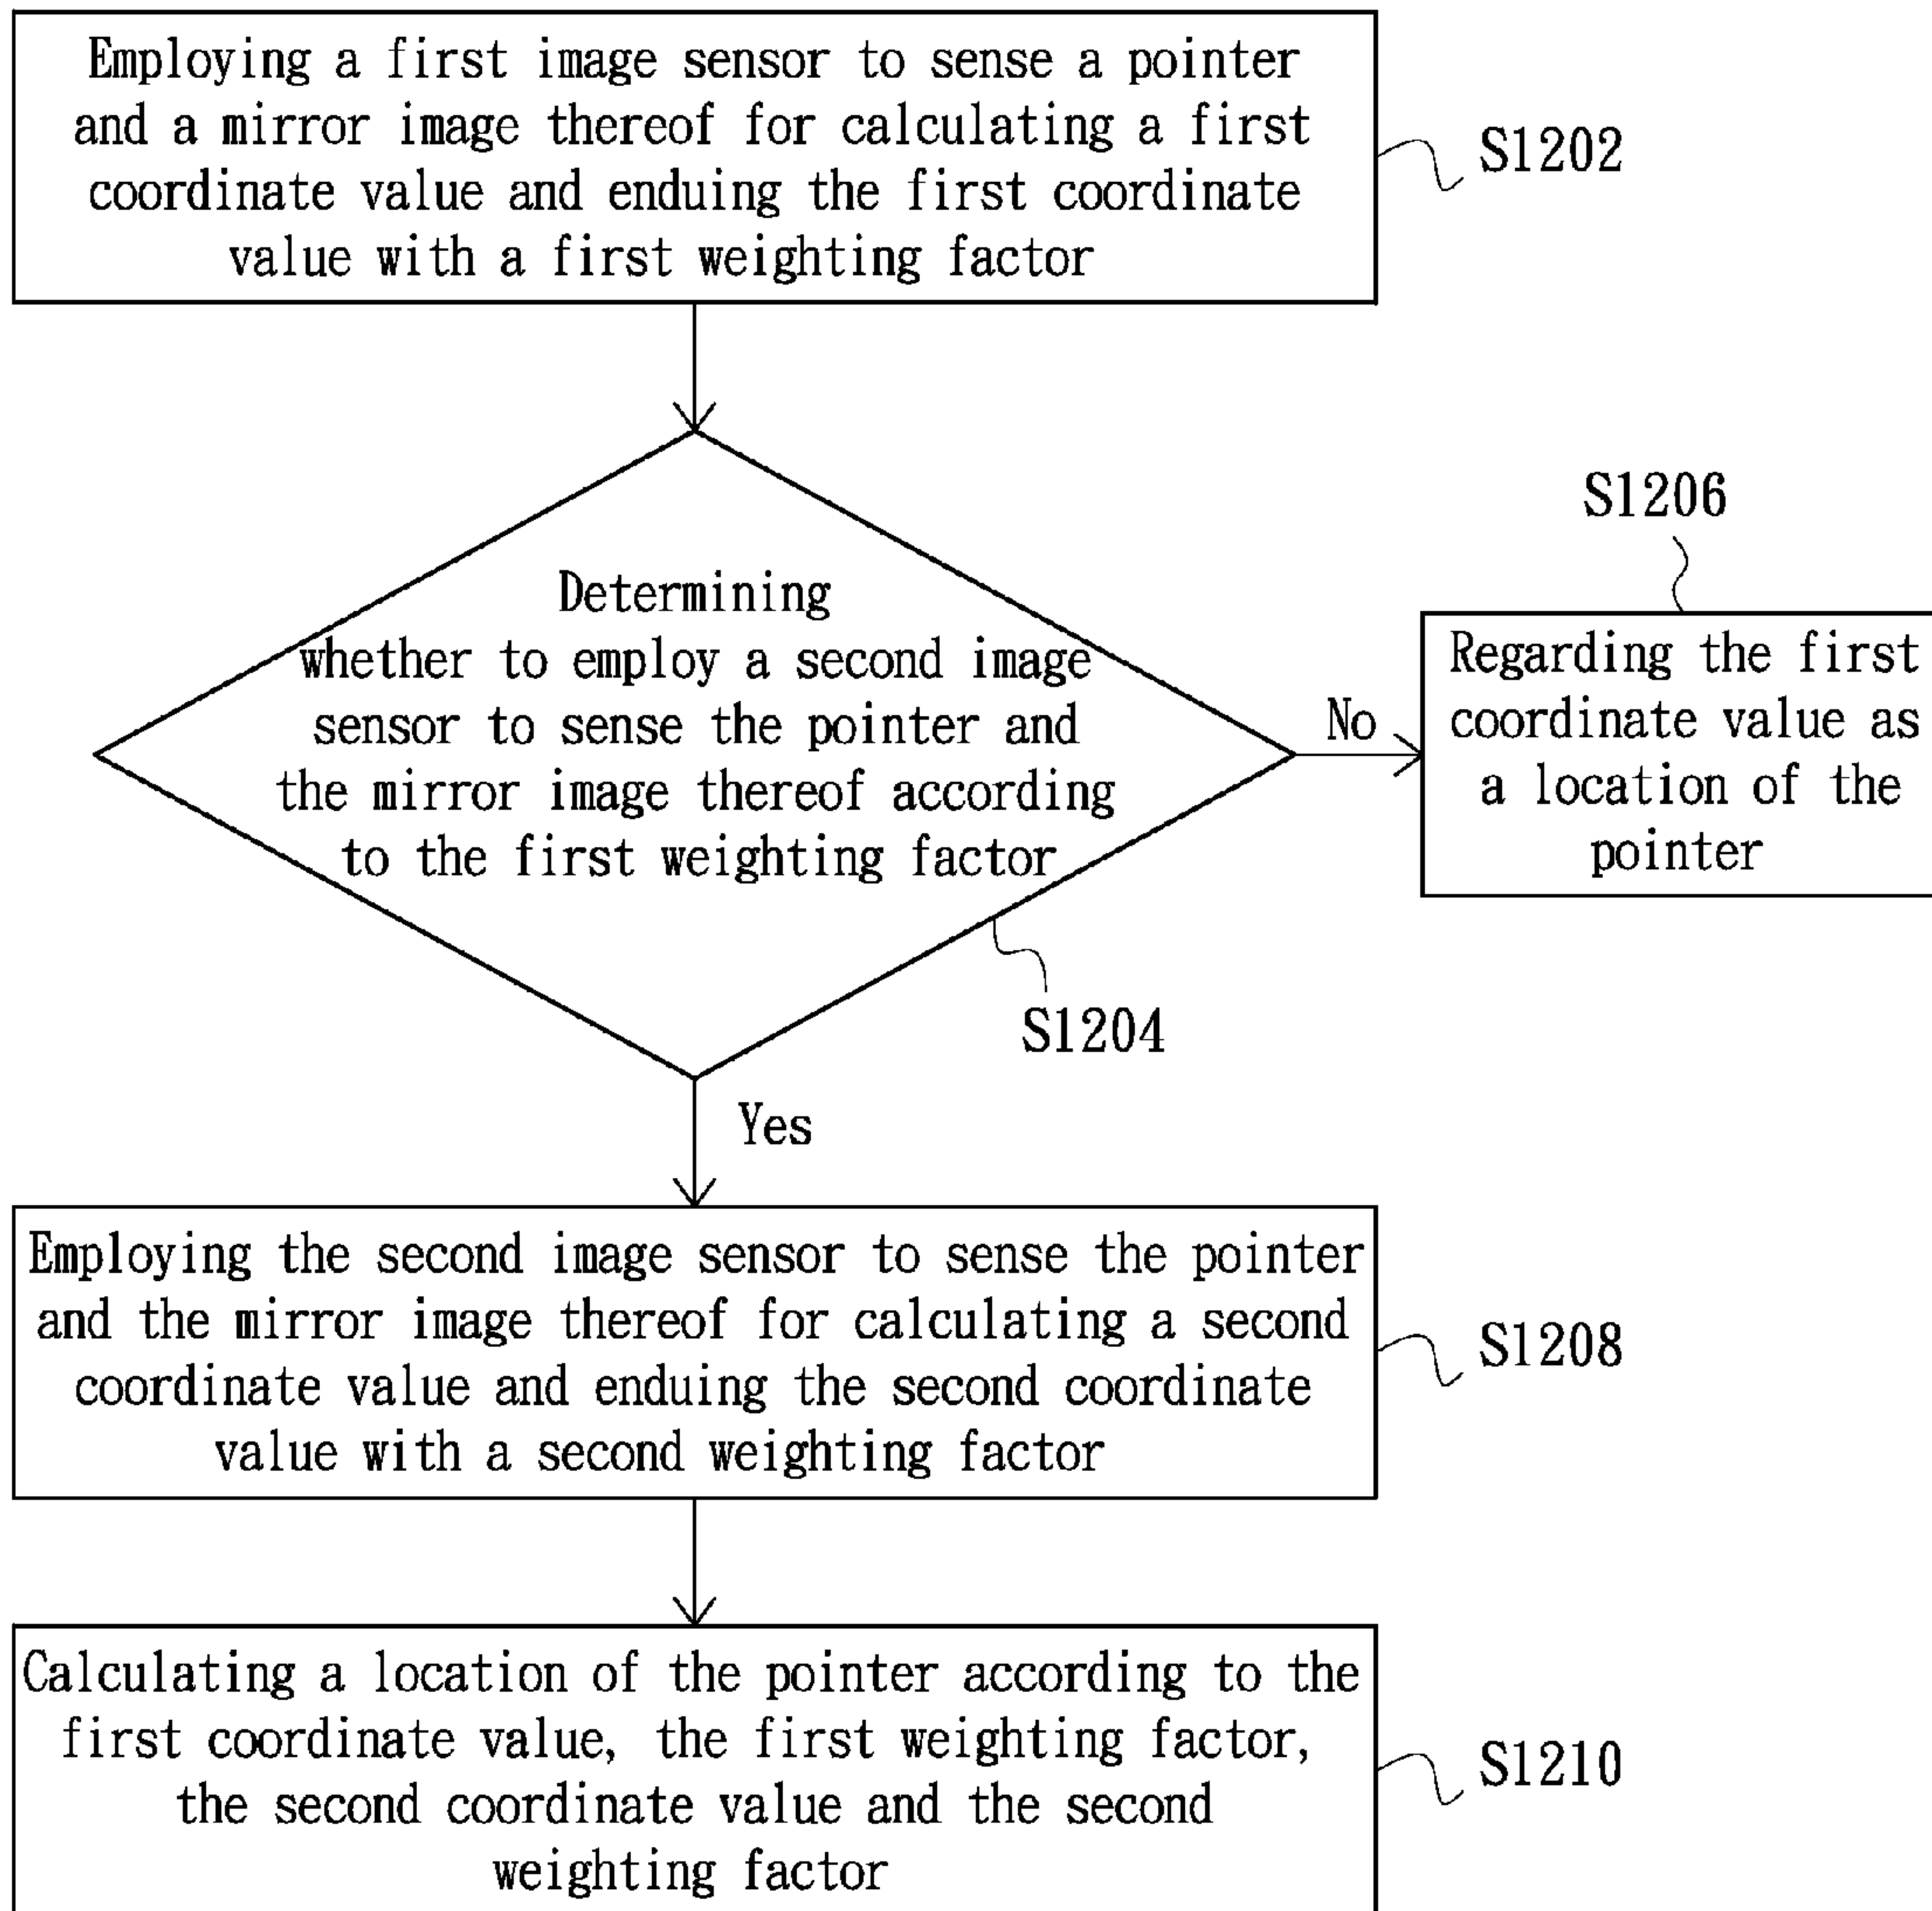 Employing a first image sensor to sense a pointer
and a mirror image thereof for calculating a first
coordinate value and enduing the first coordinate
value with a first weighting factor
S1202
Determining
whether to employ a second image
sensor to sense the pointer and
the mirror image thereof according
to the first weighting factor
S1204
No
S1206
Regarding the first
coordinate value as
a location of the
pointer
Yes
Employing the second image sensor to sense the pointer
and the mirror image thereof for calculating a second
coordinate value and enduing the second coordinate
value with a second weighting factor
S1208
Calculating a location of the pointer according to the
first coordinate value, the first weighting factor,
the second coordinate value and the second
weighting factor
S1210